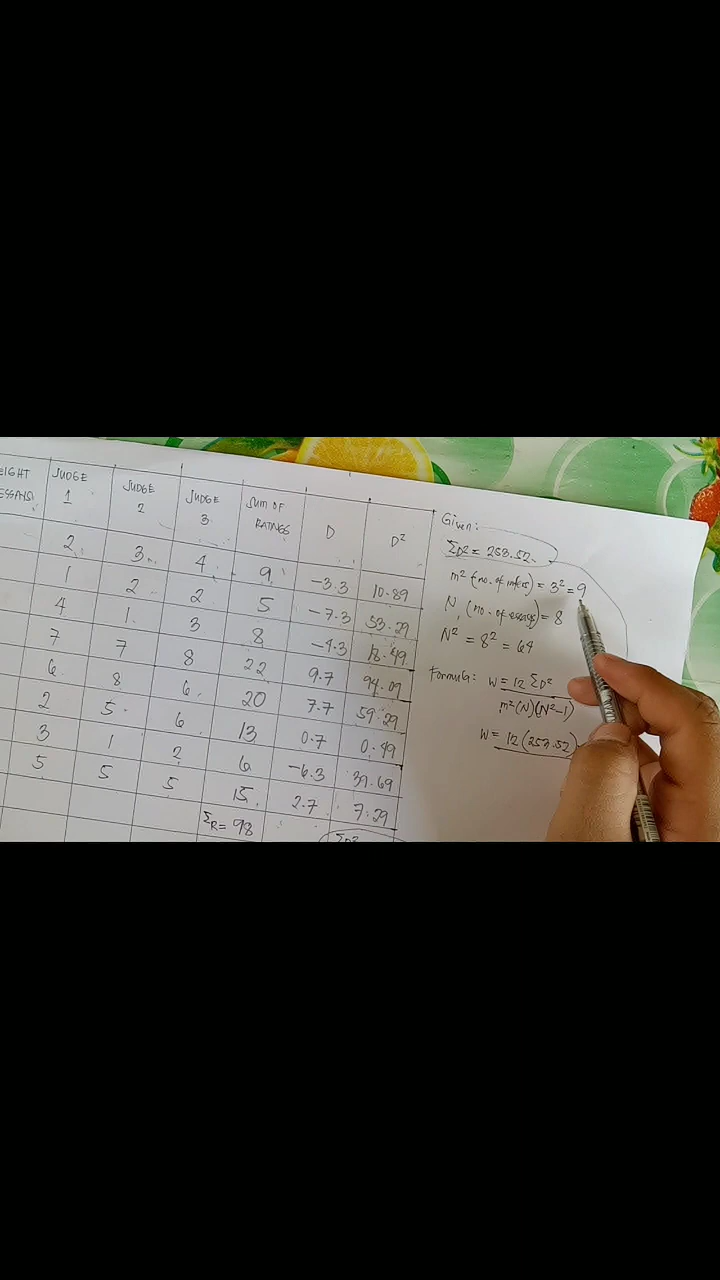 EIGHT ESSAYS JUDGE 1 JUDGE 2 JUDGE 3 SUM OF RATINGS D D²
2 3 4 9 -3.3 10.89
1 2 2 5 -7.3 53.29
4 1 3 8 -4.3 18.49
7 7 8 22 9.7 94.09
6 8 6 20 7.7 59.29
2 5 6 13 0.7 0.49
3 1 2 6 -6.3 39.69
5 5 5 15 2.7 7.29
ΣR = 98
ΣD²
Given:
ΣD² = 253.52
m² (no. of raters) = 3² = 9
N (no. of essays) = 8
N² = 8² = 64
Formula: W = 12 ΣD²
m²(N)(N²-1)
W = 12 (253.52)